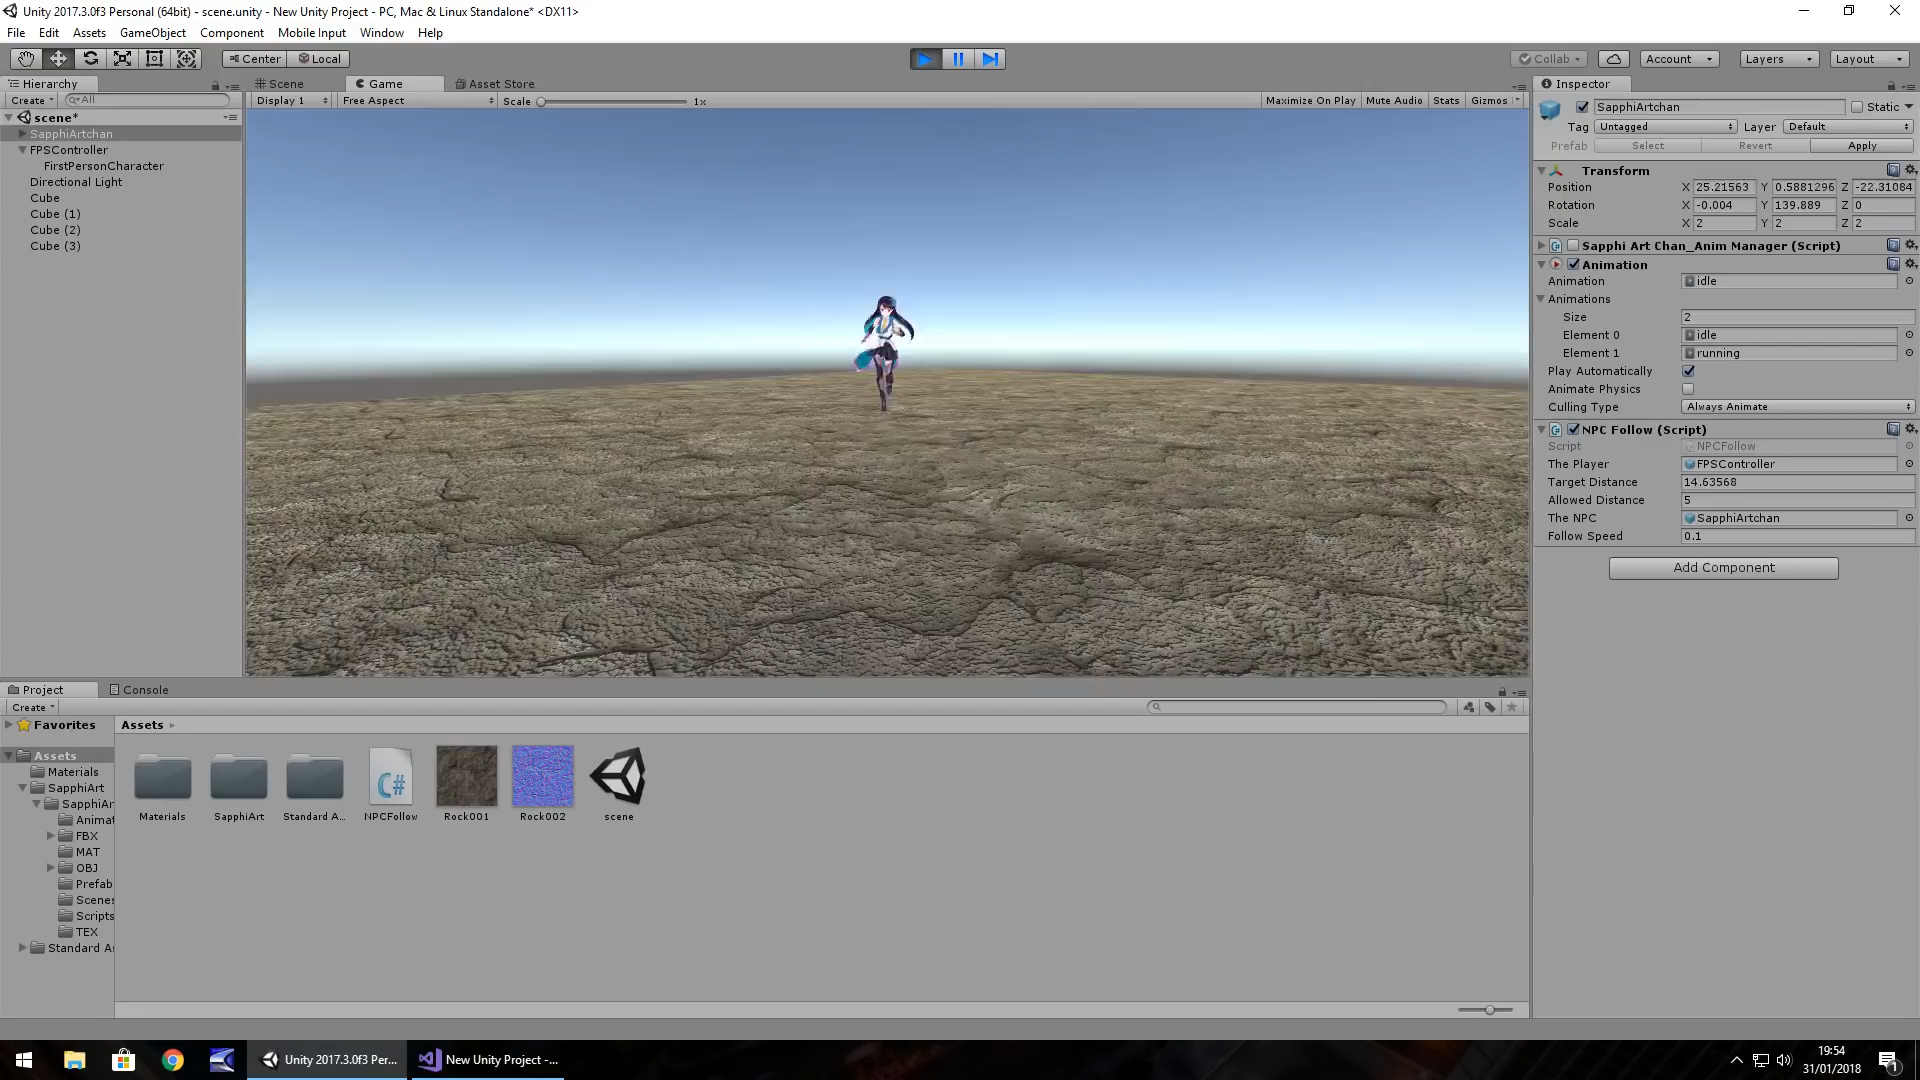 Unity 2017.3.0f3 Personal (64bit) - scene.unity - New Unity Project - PC, Mac & Linux Standalone* <DX11>
File Edit Assets GameObject Component Mobile Input Window Help
Center Local Collab Account Layers Layout
Hierarchy
Create All
scene*
SapphiArtchan
FPSController
FirstPersonCharacter
Directional Light
Cube
Cube (1)
Cube (2)
Cube (3)
Scene Game Asset Store
Display 1 Free Aspect Scale 1x Maximize On Play Mute Audio Stats Gizmos
Inspector
SapphiArtchan Static
Tag Untagged Layer Default
Prefab Select Revert Apply
Transform
Position X 25.21563 Y 0.5881296 Z -22.31084
Rotation X -0.004 Y 139.889 Z 0
Scale X 2 Y 2 Z 2
Sapphi Art Chan_Anim Manager (Script)
Animation
Animation idle
Animations
Size 2
Element 0 idle
Element 1 running
Play Automatically
Animate Physics
Culling Type Always Animate
NPC Follow (Script)
Script NPCFollow
The Player FPSController
Target Distance 14.63568
Allowed Distance 5
The NPC SapphiArtchan
Follow Speed 0.1
Add Component
Project Console
Create
Favorites
Assets
Materials
SapphiArt
SapphiAr
Animat
FBX
MAT
OBJ
Prefab
Scenes
Scripts
TEX
Standard As
Assets
C#
Materials SapphiArt Standard A... NPCFollow Rock001 Rock002 scene
Unity 2017.3.0f3 Per... New Unity Project -...
19:54
31/01/2018
1